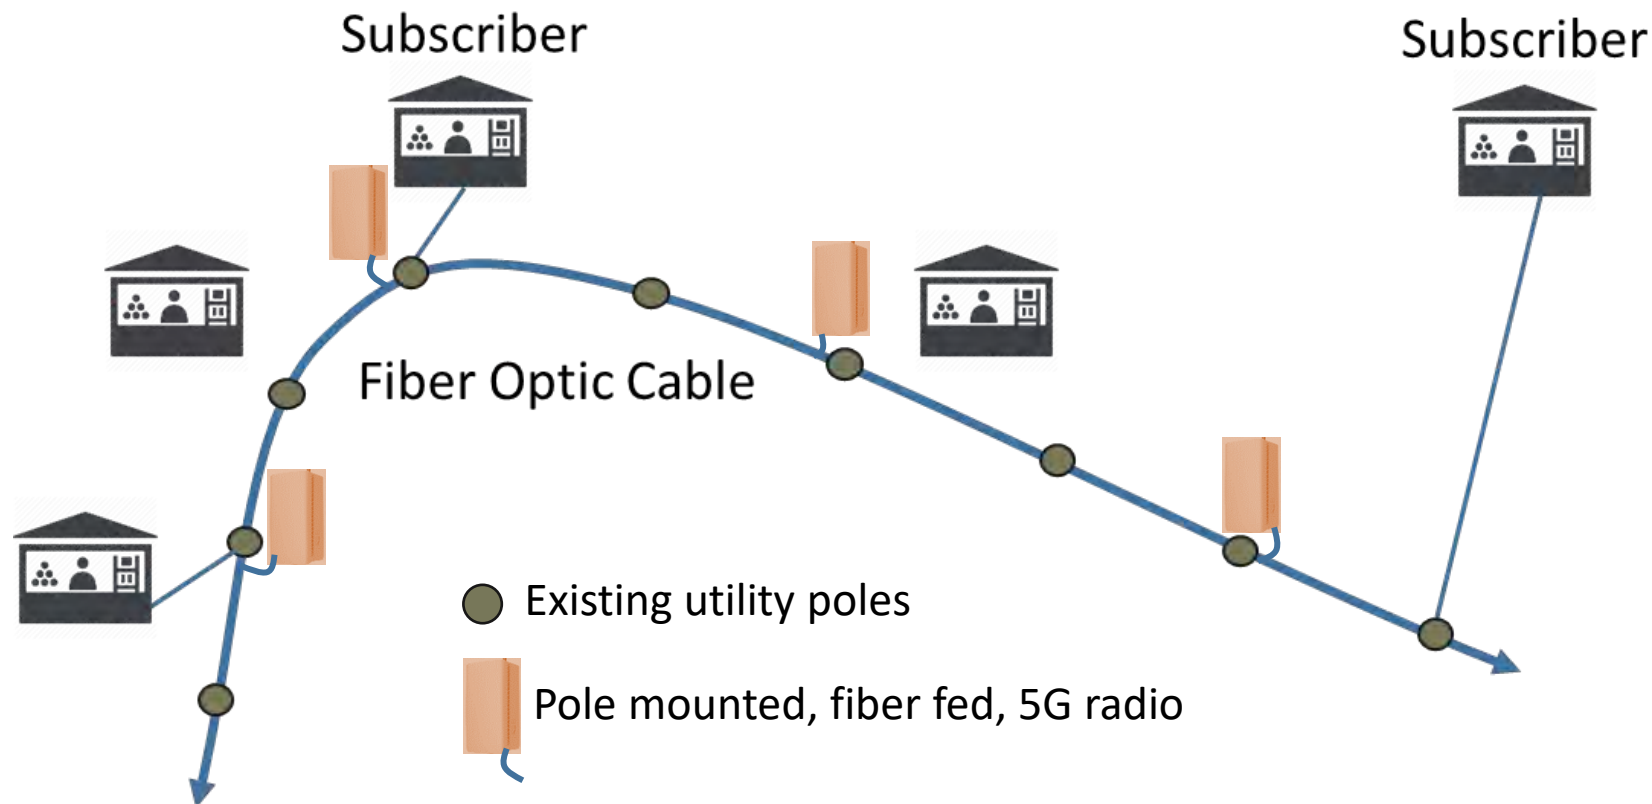 Subscriber
Subscriber
Fiber Optic Cable
Existing utility poles
Pole mounted, fiber fed, 5G radio